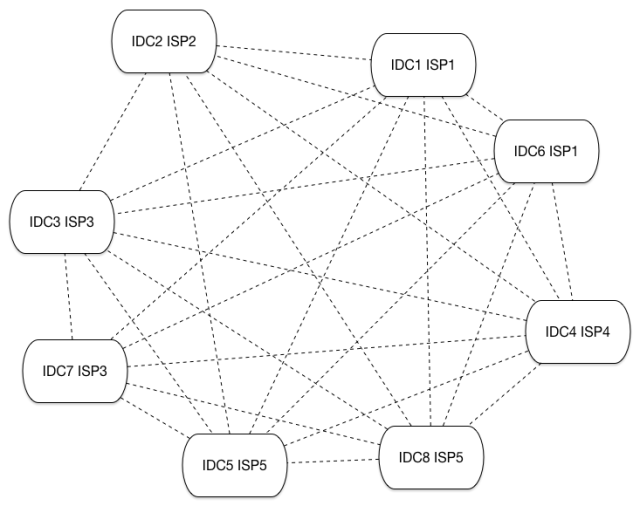 IDC2 ISP2
IDC1 ISP1
IDC6 ISP1
IDC3 ISP3
IDC4 ISP4
IDC7 ISP3
IDC8 ISP5
IDC5 ISP5